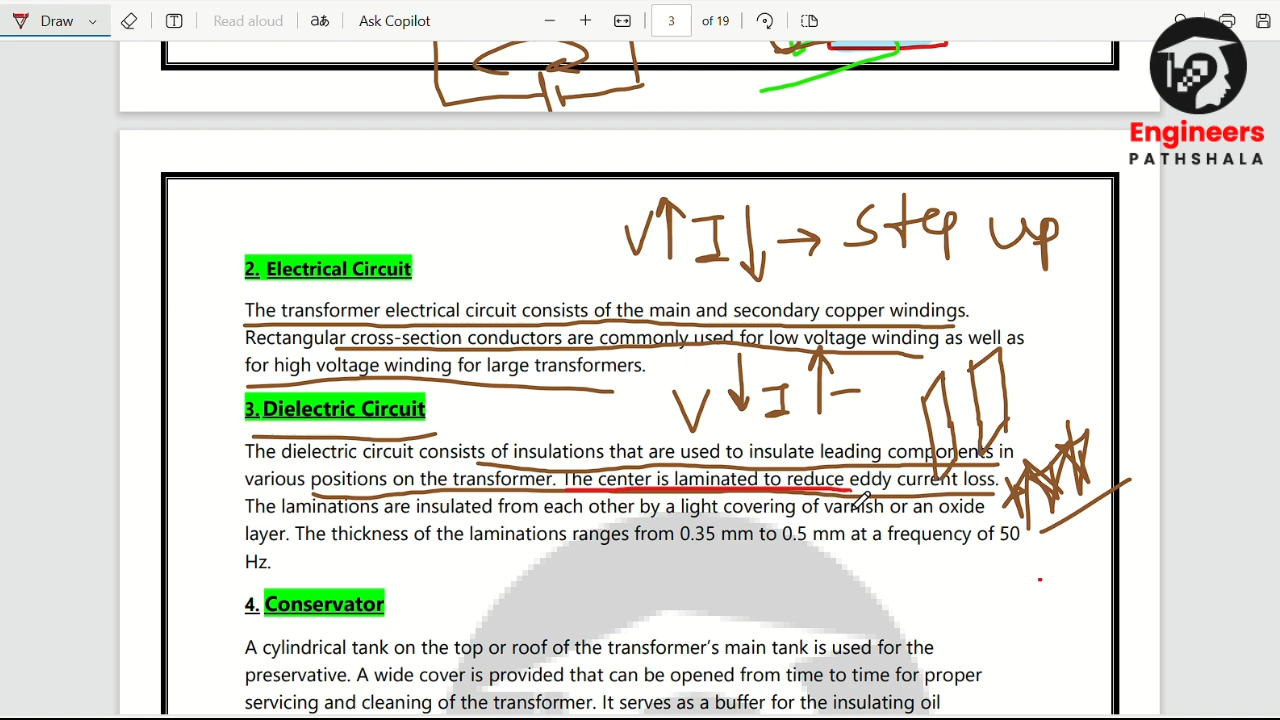 Draw
Read aloud
aあ
Ask Copilot
3
of 19
Engineers
PATHSHALA
V↑ I↓ → Step up
2. Electrical Circuit
The transformer electrical circuit consists of the main and secondary copper windings.
Rectangular cross-section conductors are commonly used for low voltage winding as well as
for high voltage winding for large transformers.
V↓ I↑ –
3. Dielectric Circuit
The dielectric circuit consists of insulations that are used to insulate leading components in
various positions on the transformer. The center is laminated to reduce eddy current loss.
The laminations are insulated from each other by a light covering of varnish or an oxide
layer. The thickness of the laminations ranges from 0.35 mm to 0.5 mm at a frequency of 50
Hz.
4. Conservator
A cylindrical tank on the top or roof of the transformer’s main tank is used for the
preservative. A wide cover is provided that can be opened from time to time for proper
servicing and cleaning of the transformer. It serves as a buffer for the insulating oil